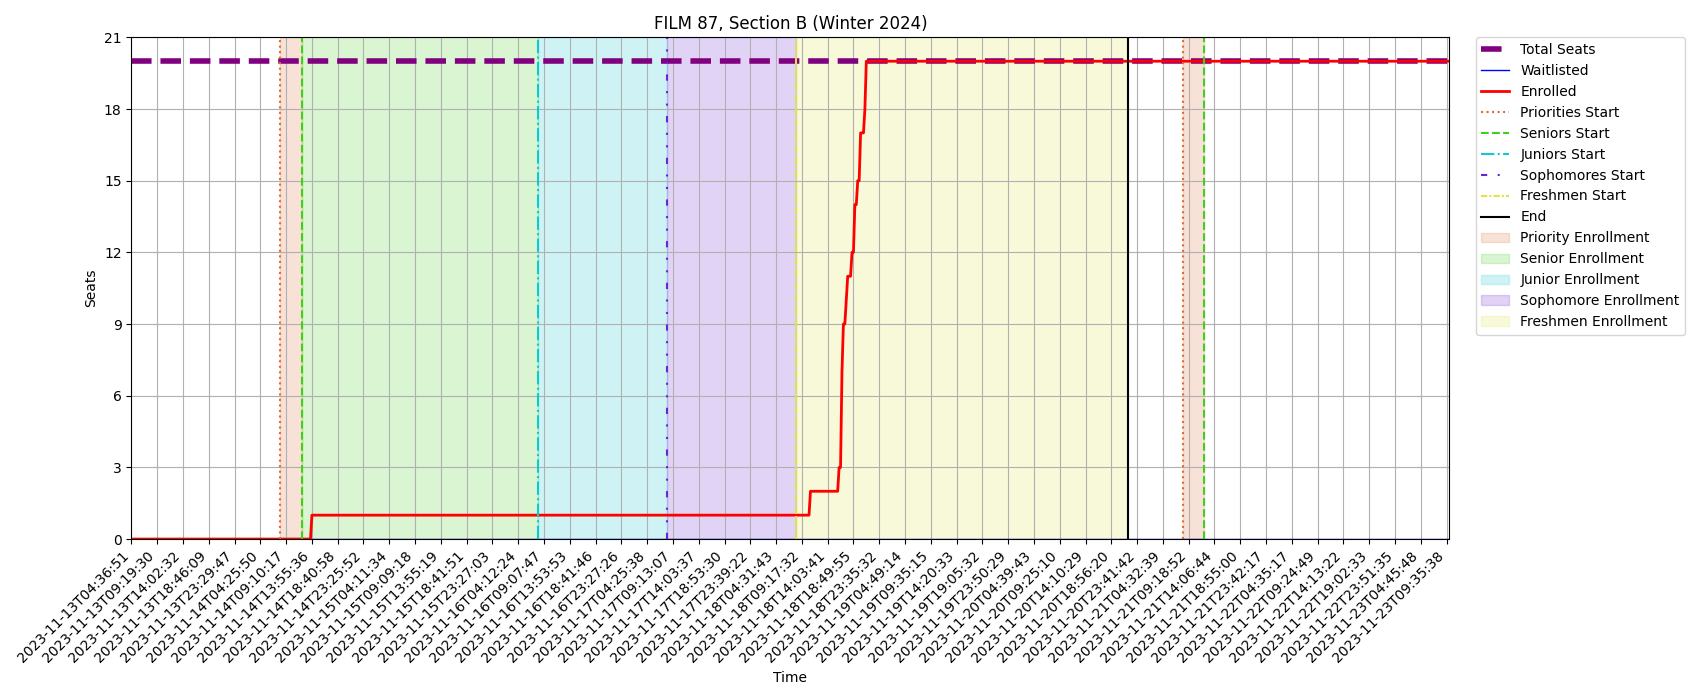 FILM 87, Section B (Winter 2024)
21
18
15
12
9
6
3
0
Seats
2023-11-13T04:36:51
2023-11-13T09:19:30
2023-11-13T14:02:32
2023-11-13T18:46:09
2023-11-13T23:29:47
2023-11-14T04:25:50
2023-11-14T09:10:17
2023-11-14T13:55:36
2023-11-14T18:40:58
2023-11-14T23:25:52
2023-11-15T04:11:34
2023-11-15T09:09:18
2023-11-15T13:55:19
2023-11-15T18:41:51
2023-11-15T23:27:03
2023-11-16T04:12:24
2023-11-16T09:07:47
2023-11-16T13:53:53
2023-11-16T18:41:46
2023-11-16T23:27:26
2023-11-17T04:25:38
2023-11-17T09:13:07
2023-11-17T14:03:37
2023-11-17T18:53:30
2023-11-17T23:39:22
2023-11-18T04:31:43
2023-11-18T09:17:32
2023-11-18T14:03:41
2023-11-18T18:49:55
2023-11-18T23:35:32
2023-11-19T04:49:14
2023-11-19T09:35:15
2023-11-19T14:20:33
2023-11-19T19:05:32
2023-11-19T23:50:29
2023-11-20T04:39:43
2023-11-20T09:25:10
2023-11-20T14:10:29
2023-11-20T18:56:20
2023-11-20T23:41:42
2023-11-21T04:32:39
2023-11-21T09:18:52
2023-11-21T14:06:44
2023-11-21T18:55:00
2023-11-21T23:42:17
2023-11-22T04:35:17
2023-11-22T09:24:49
2023-11-22T14:13:22
2023-11-22T19:02:33
2023-11-22T23:51:35
2023-11-23T04:45:48
2023-11-23T09:35:38
Time
Total Seats
Waitlisted
Enrolled
Priorities Start
Seniors Start
Juniors Start
Sophomores Start
Freshmen Start
End
Priority Enrollment
Senior Enrollment
Junior Enrollment
Sophomore Enrollment
Freshmen Enrollment